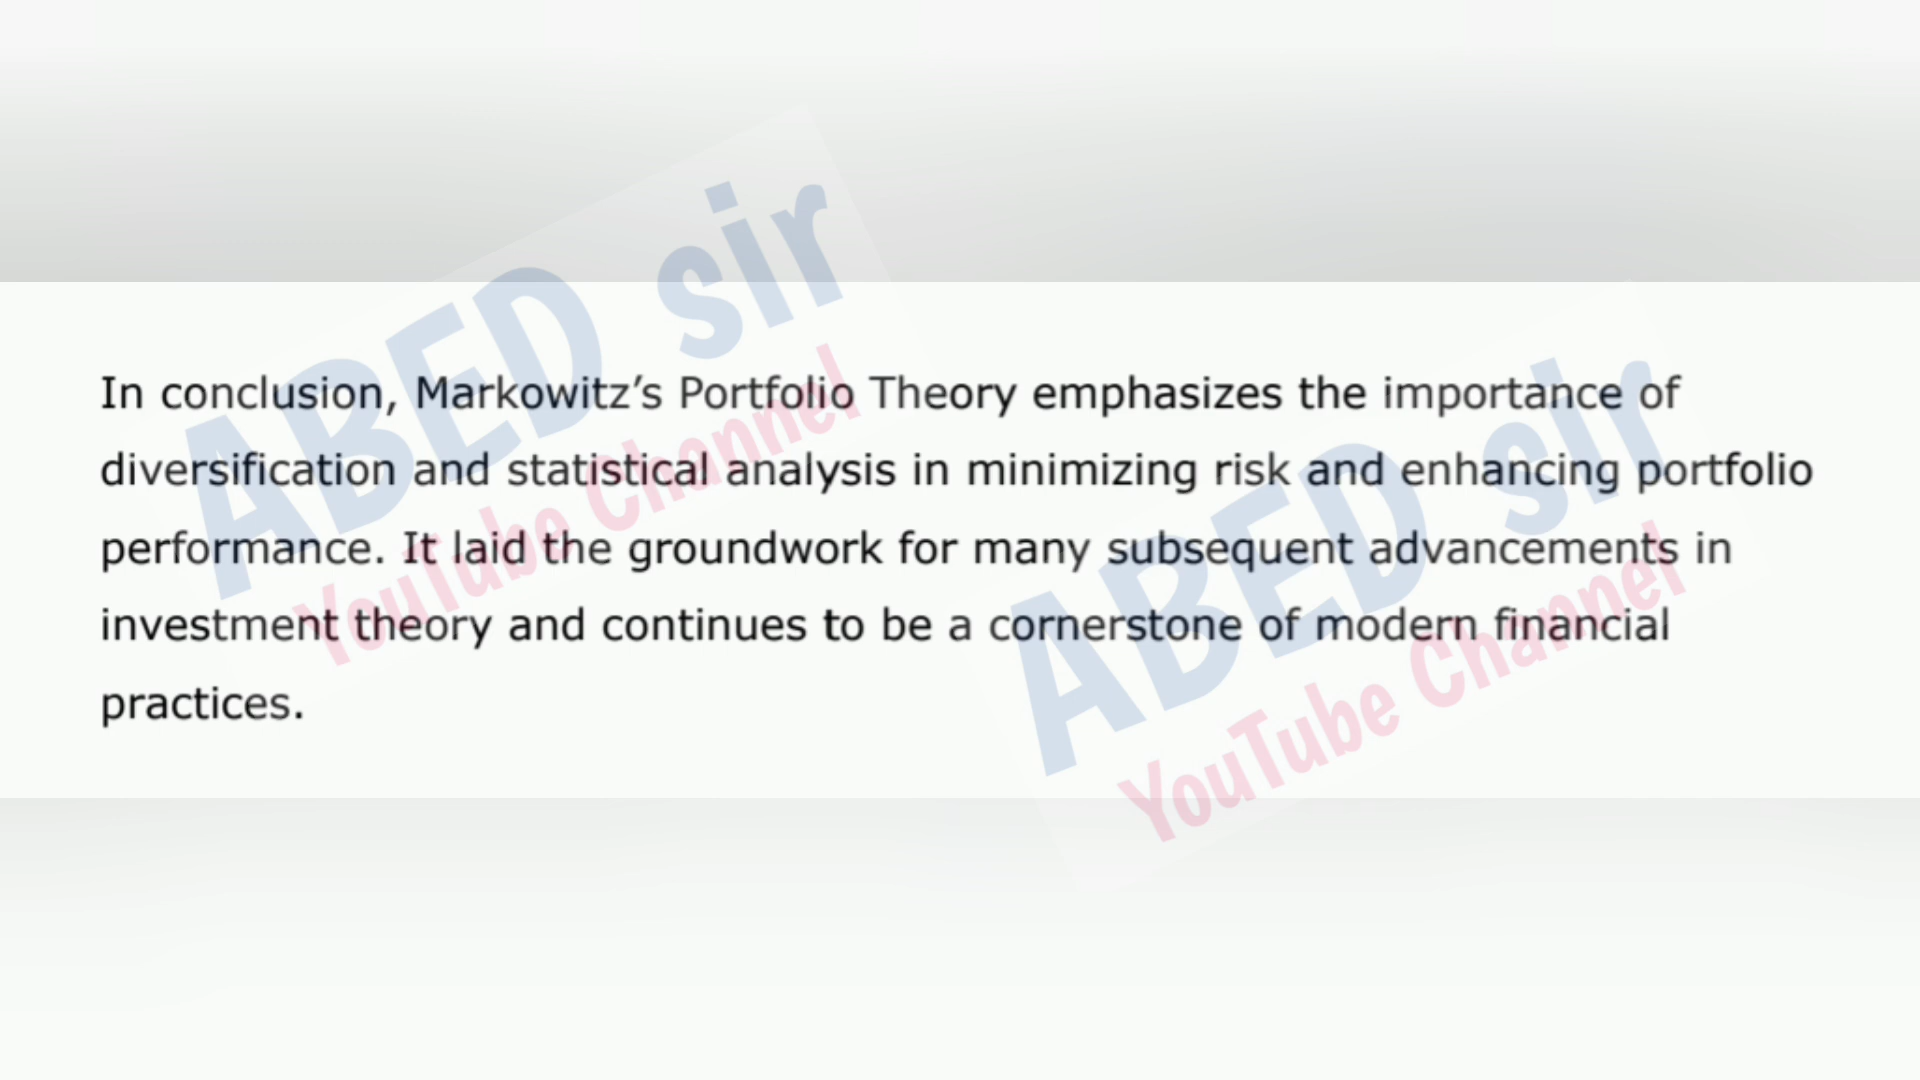 In conclusion, Markowitz’s Portfolio Theory emphasizes the importance of
diversification and statistical analysis in minimizing risk and enhancing portfolio
performance. It laid the groundwork for many subsequent advancements in
investment theory and continues to be a cornerstone of modern financial
practices.
ABED sir
YouTube Channel
ABED sir
YouTube Channel